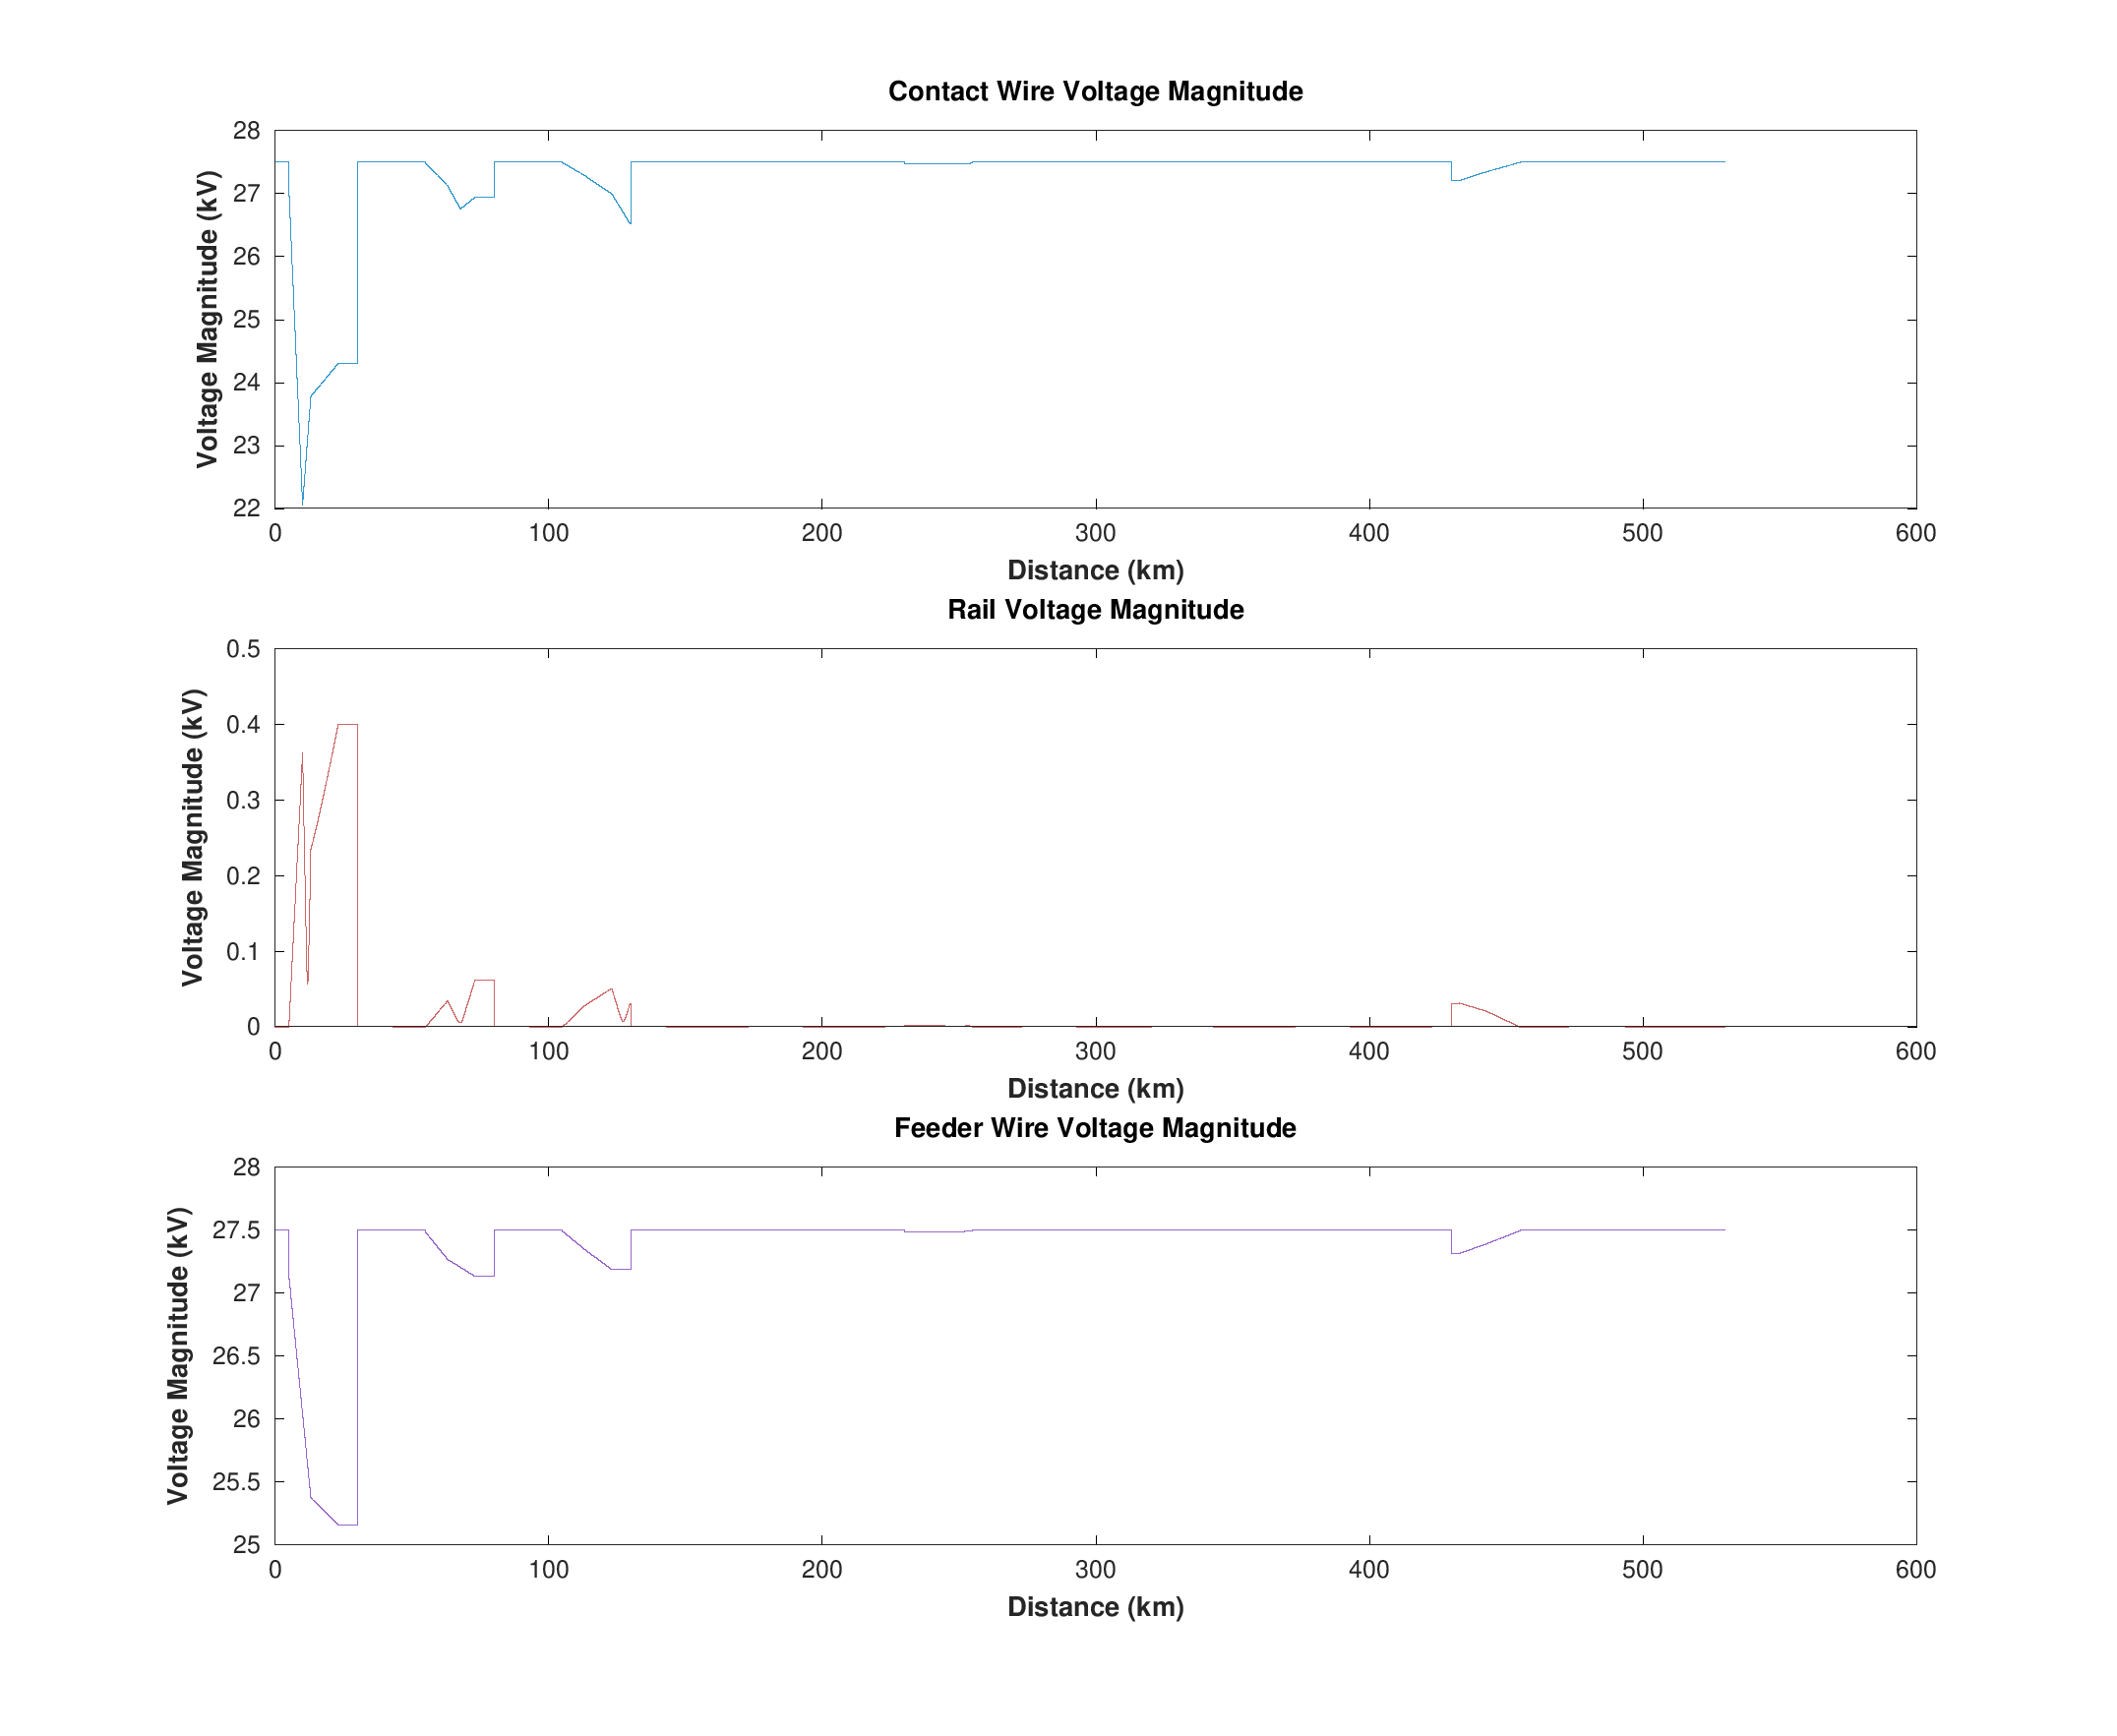 Contact Wire Voltage Magnitude
28
27
26
25
24
23
22
Voltage Magnitude (kV)
0 100 200 300 400 500 600
Distance (km)
Rail Voltage Magnitude
0.5
0.4
0.3
0.2
0.1
0
Voltage Magnitude (kV)
0 100 200 300 400 500 600
Distance (km)
Feeder Wire Voltage Magnitude
28
27.5
27
26.5
26
25.5
25
Voltage Magnitude (kV)
0 100 200 300 400 500 600
Distance (km)